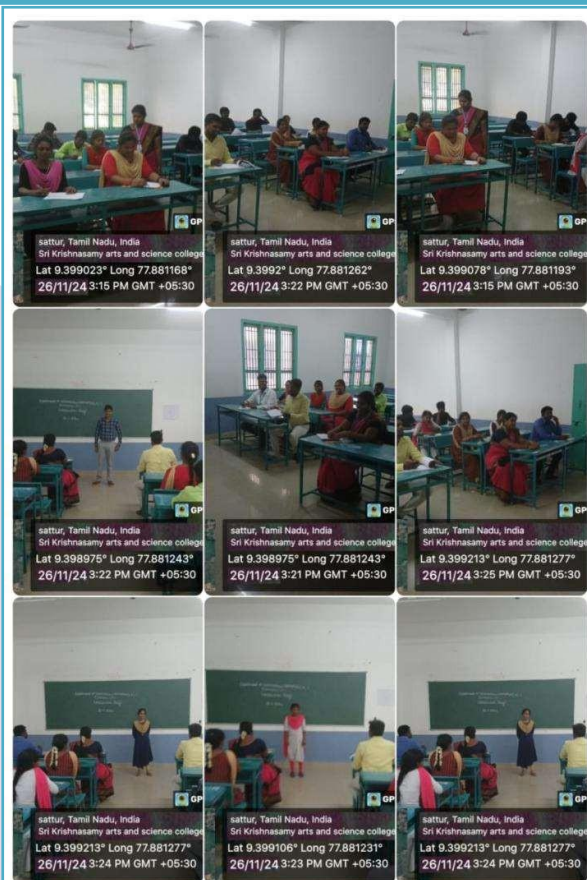 GP
sattur, Tamil Nadu, India
Sri Krishnasamy arts and science college
Lat 9.399023° Long 77.881168°
26/11/24 3:15 PM GMT +05:30
GP
sattur, Tamil Nadu, India
Sri Krishnasamy arts and science college
Lat 9.3992° Long 77.881262°
26/11/24 3:22 PM GMT +05:30
GP
sattur, Tamil Nadu, India
Sri Krishnasamy arts and science college
Lat 9.399078° Long 77.881193°
26/11/24 3:15 PM GMT +05:30
GP
sattur, Tamil Nadu, India
Sri Krishnasamy arts and science college
Lat 9.398975° Long 77.881243°
26/11/24 3:22 PM GMT +05:30
GP
sattur, Tamil Nadu, India
Sri Krishnasamy arts and science college
Lat 9.398975° Long 77.881243°
26/11/24 3:21 PM GMT +05:30
GP
sattur, Tamil Nadu, India
Sri Krishnasamy arts and science college
Lat 9.399213° Long 77.881277°
26/11/24 3:25 PM GMT +05:30
GP
sattur, Tamil Nadu, India
Sri Krishnasamy arts and science college
Lat 9.399213° Long 77.881277°
26/11/24 3:24 PM GMT +05:30
GP
sattur, Tamil Nadu, India
Sri Krishnasamy arts and science college
Lat 9.399106° Long 77.881231°
26/11/24 3:23 PM GMT +05:30
GP
sattur, Tamil Nadu, India
Sri Krishnasamy arts and science college
Lat 9.399213° Long 77.881277°
26/11/24 3:24 PM GMT +05:30